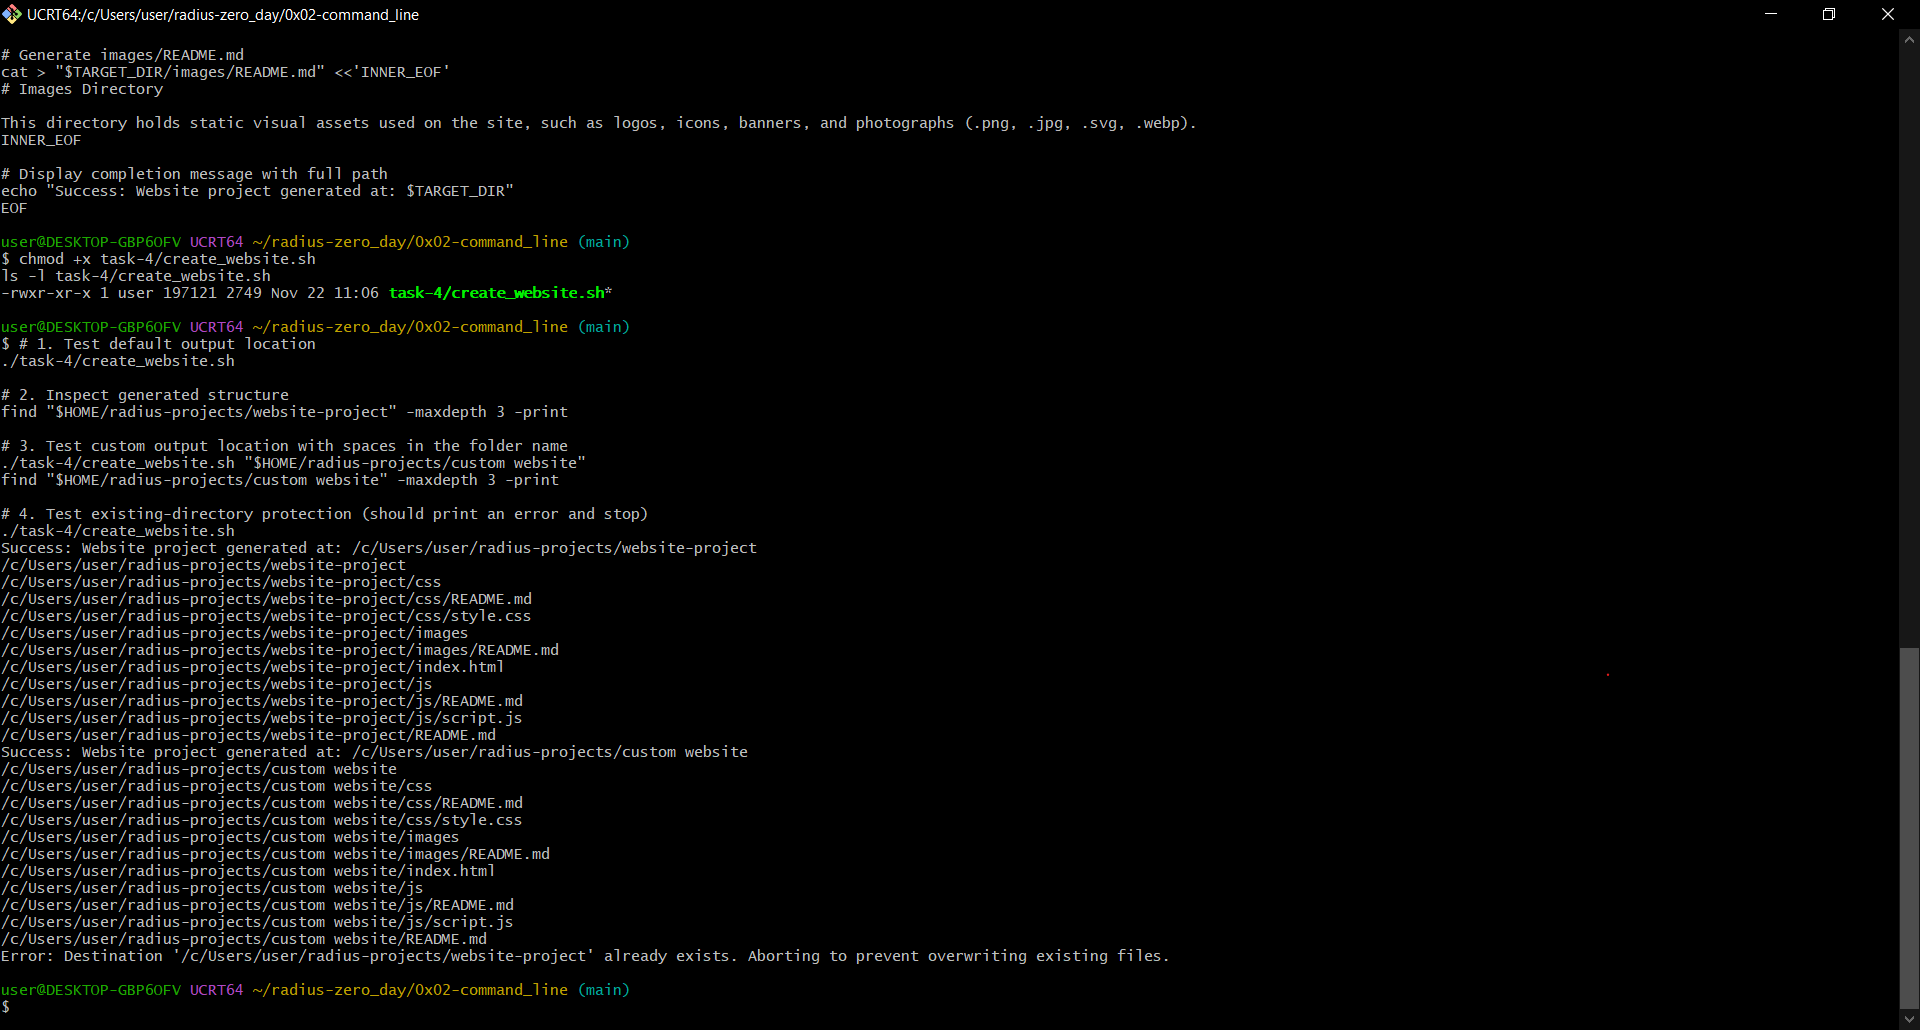 UCRT64:/c/Users/user/radius-zero_day/0x02-command_line
# Generate images/README.md
cat > "$TARGET_DIR/images/README.md" <<'INNER_EOF'
# Images Directory
This directory holds static visual assets used on the site, such as logos, icons, banners, and photographs (.png, .jpg, .svg, .webp).
INNER_EOF
# Display completion message with full path
echo "Success: Website project generated at: $TARGET_DIR"
EOF
user@DESKTOP-GBP6OFV UCRT64 ~/radius-zero_day/0x02-command_line (main)
$ chmod +x task-4/create_website.sh
ls -l task-4/create_website.sh
-rwxr-xr-x 1 user 197121 2749 Nov 22 11:06 task-4/create_website.sh*
user@DESKTOP-GBP6OFV UCRT64 ~/radius-zero_day/0x02-command_line (main)
$ # 1. Test default output location
./task-4/create_website.sh
# 2. Inspect generated structure
find "$HOME/radius-projects/website-project" -maxdepth 3 -print
# 3. Test custom output location with spaces in the folder name
./task-4/create_website.sh "$HOME/radius-projects/custom website"
find "$HOME/radius-projects/custom website" -maxdepth 3 -print
# 4. Test existing-directory protection (should print an error and stop)
./task-4/create_website.sh
Success: Website project generated at: /c/Users/user/radius-projects/website-project
/c/Users/user/radius-projects/website-project
/c/Users/user/radius-projects/website-project/css
/c/Users/user/radius-projects/website-project/css/README.md
/c/Users/user/radius-projects/website-project/css/style.css
/c/Users/user/radius-projects/website-project/images
/c/Users/user/radius-projects/website-project/images/README.md
/c/Users/user/radius-projects/website-project/index.html
/c/Users/user/radius-projects/website-project/js
/c/Users/user/radius-projects/website-project/js/README.md
/c/Users/user/radius-projects/website-project/js/script.js
/c/Users/user/radius-projects/website-project/README.md
Success: Website project generated at: /c/Users/user/radius-projects/custom website
/c/Users/user/radius-projects/custom website
/c/Users/user/radius-projects/custom website/css
/c/Users/user/radius-projects/custom website/css/README.md
/c/Users/user/radius-projects/custom website/css/style.css
/c/Users/user/radius-projects/custom website/images
/c/Users/user/radius-projects/custom website/images/README.md
/c/Users/user/radius-projects/custom website/index.html
/c/Users/user/radius-projects/custom website/js
/c/Users/user/radius-projects/custom website/js/README.md
/c/Users/user/radius-projects/custom website/js/script.js
/c/Users/user/radius-projects/custom website/README.md
Error: Destination '/c/Users/user/radius-projects/website-project' already exists. Aborting to prevent overwriting existing files.
user@DESKTOP-GBP6OFV UCRT64 ~/radius-zero_day/0x02-command_line (main)
$